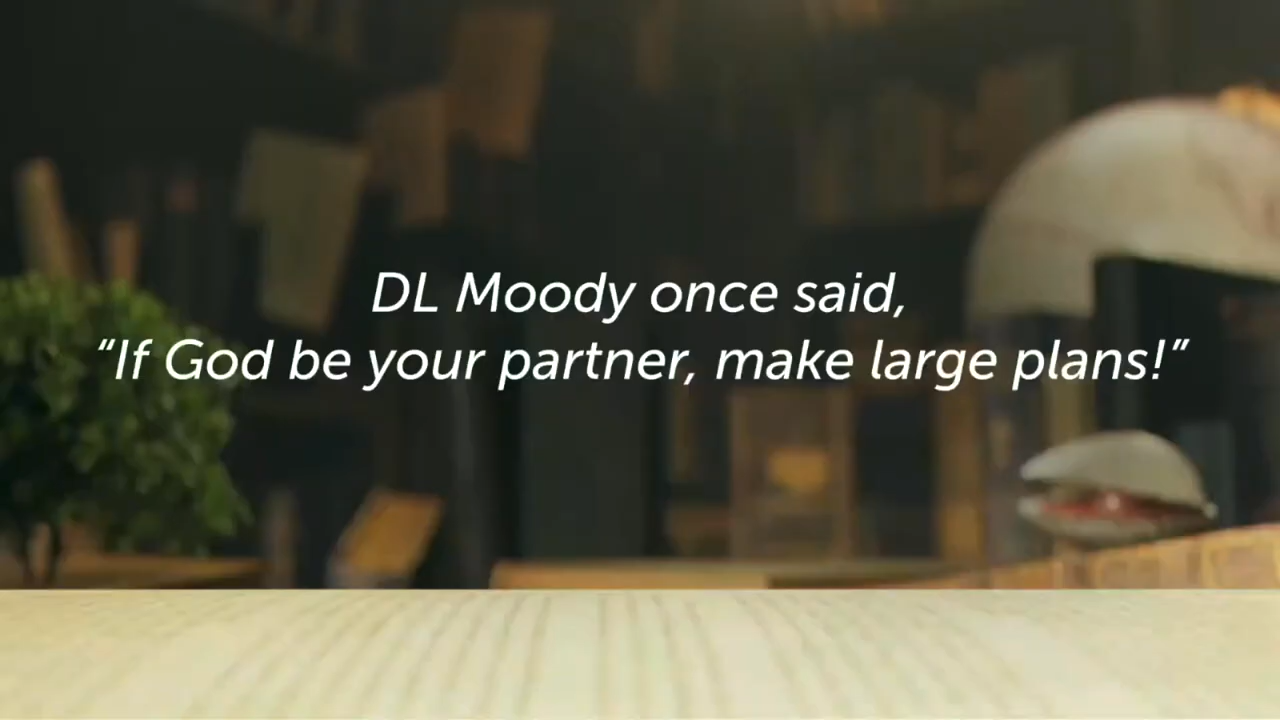 DL Moody once said,
“If God be your partner, make large plans!”